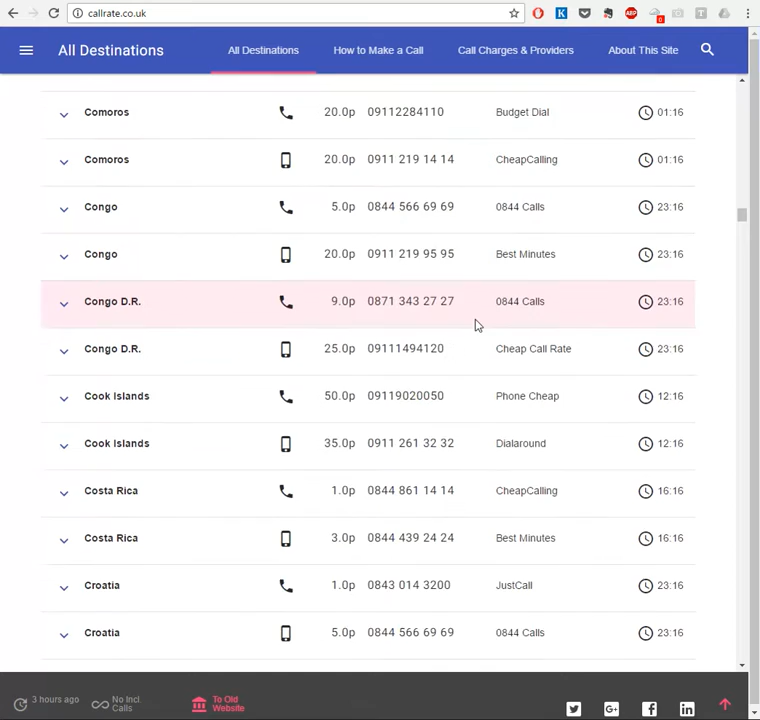 callrate.co.uk
All Destinations
All Destinations How to Make a Call Call Charges & Providers About This Site
Comoros 20.0p 09112284110 Budget Dial 01:16
Comoros 20.0p 0911 219 14 14 CheapCalling 01:16
Congo 5.0p 0844 566 69 69 0844 Calls 23:16
Congo 20.0p 0911 219 95 95 Best Minutes 23:16
Congo D.R. 9.0p 0871 343 27 27 0844 Calls 23:16
Congo D.R. 25.0p 09111494120 Cheap Call Rate 23:16
Cook Islands 50.0p 09119020050 Phone Cheap 12:16
Cook Islands 35.0p 0911 261 32 32 Dialaround 12:16
Costa Rica 1.0p 0844 861 14 14 CheapCalling 16:16
Costa Rica 3.0p 0844 439 24 24 Best Minutes 16:16
Croatia 1.0p 0843 014 3200 JustCall 23:16
Croatia 5.0p 0844 566 69 69 0844 Calls 23:16
3 hours ago
No Incl.
Calls
To Old
Website